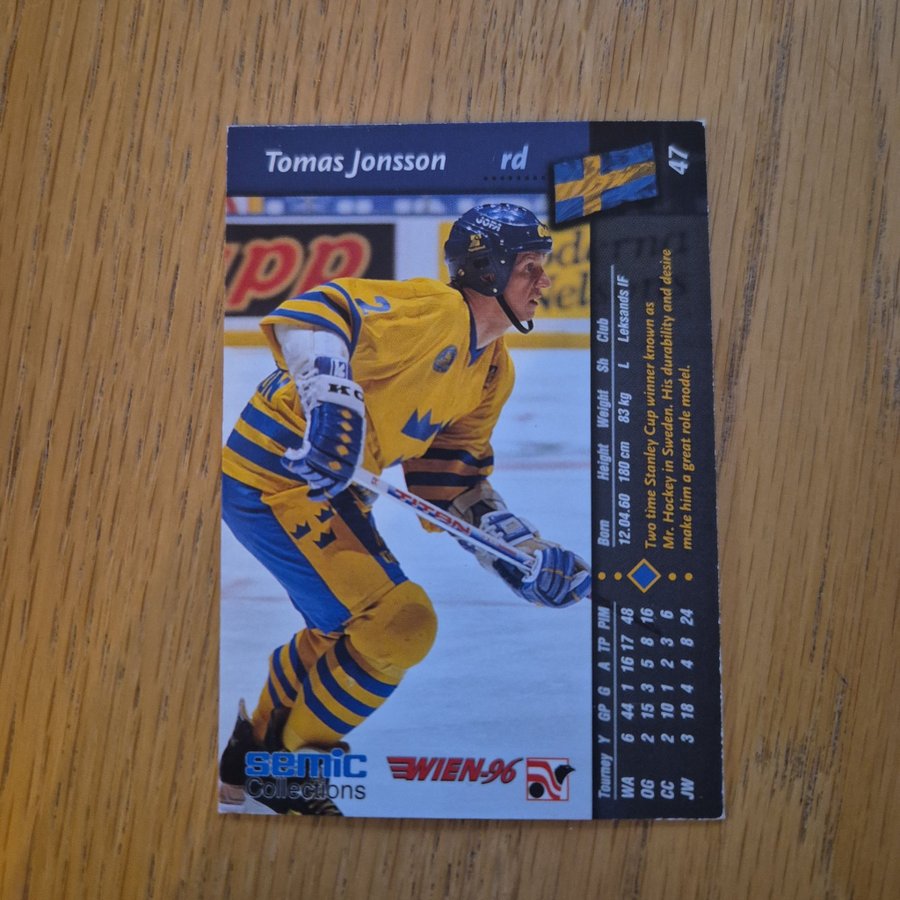 Tomas Jonsson rd
47
JOFA
2
TITAN
Born Height Weight Sh Club
12.04.60 180 cm 83 kg L Leksands IF
Two time Stanley Cup winner known as
Mr. Hockey in Sweden. His durability and desire
make him a great role model.
Tourney Y GP G A TP PIM
WA 6 44 1 16 17 48
OG 2 15 3 5 8 16
CC 2 10 1 2 3 6
JW 3 18 4 4 8 24
semic
Collections
WIEN-96